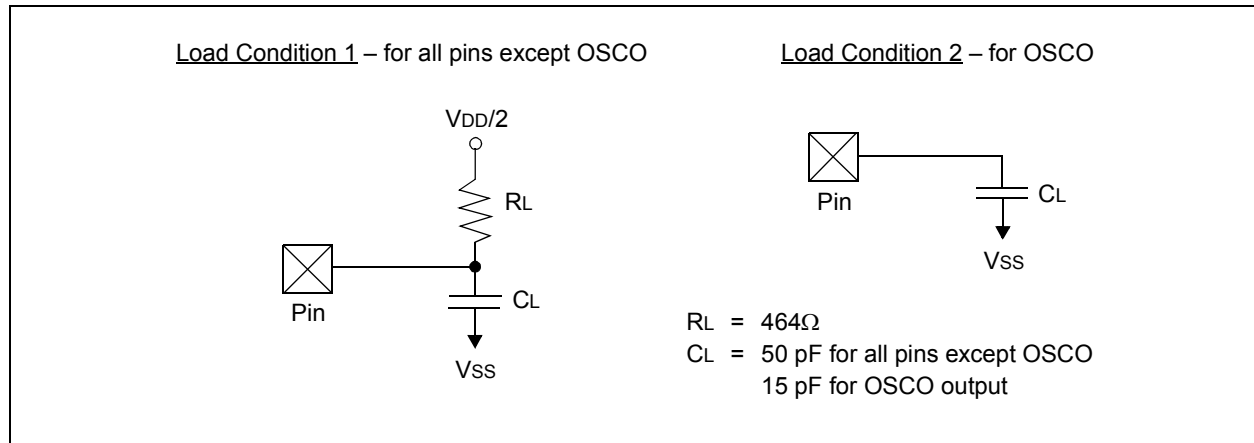 Load Condition 1 – for all pins except OSCO
VDD/2
RL
Pin
CL
VSS
Load Condition 2 – for OSCO
Pin
CL
VSS
RL = 464Ω
CL = 50 pF for all pins except OSCO
15 pF for OSCO output